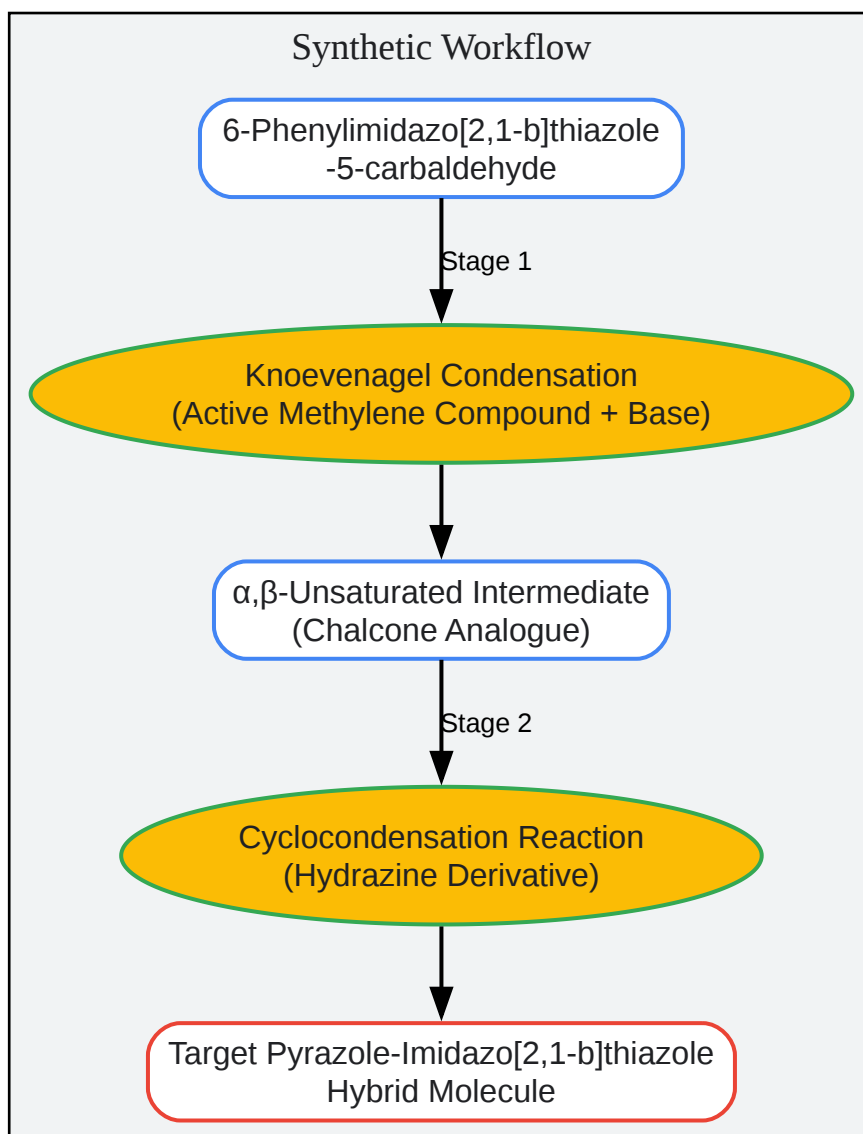 Synthetic Workflow
6-Phenylimidazo[2,1-b]thiazole
-5-carbaldehyde
Stage 1
Knoevenagel Condensation
(Active Methylene Compound + Base)
α,β-Unsaturated Intermediate
(Chalcone Analogue)
Stage 2
Cyclocondensation Reaction
(Hydrazine Derivative)
Target Pyrazole-Imidazo[2,1-b]thiazole
Hybrid Molecule